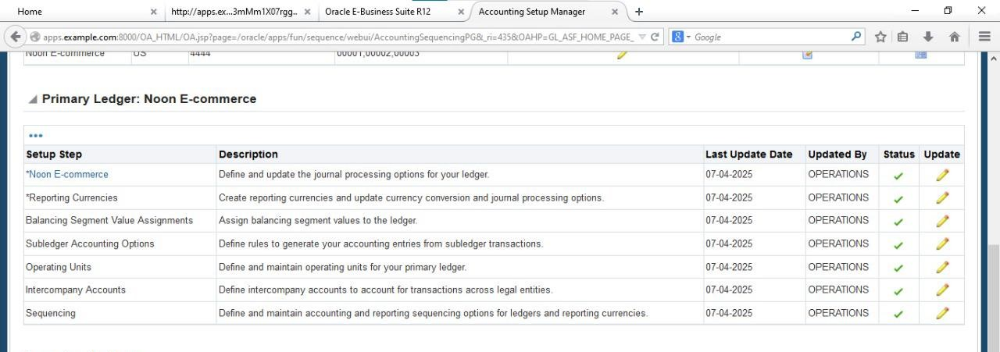 Home
http://apps.ex...3mMm1X07rgg..
Oracle E-Business Suite R12
Accounting Setup Manager
apps.example.com:8000/OA_HTML/OA.jsp?page=/oracle/apps/fun/sequence/webui/AccountingSequencingPG&_ri=435&OAHP=GL_ASF_HOME_PAGE_
Google
Noon E-commerce US 4444 00001,00002,00003
Primary Ledger: Noon E-commerce
Setup Step Description Last Update Date Updated By Status Update
*Noon E-commerce Define and update the journal processing options for your ledger. 07-04-2025 OPERATIONS
*Reporting Currencies Create reporting currencies and update currency conversion and journal processing options. 07-04-2025 OPERATIONS
Balancing Segment Value Assignments Assign balancing segment values to the ledger. 07-04-2025 OPERATIONS
Subledger Accounting Options Define rules to generate your accounting entries from subledger transactions. 07-04-2025 OPERATIONS
Operating Units Define and maintain operating units for your primary ledger. 07-04-2025 OPERATIONS
Intercompany Accounts Define intercompany accounts to account for transactions across legal entities. 07-04-2025 OPERATIONS
Sequencing Define and maintain accounting and reporting sequencing options for ledgers and reporting currencies. 07-04-2025 OPERATIONS